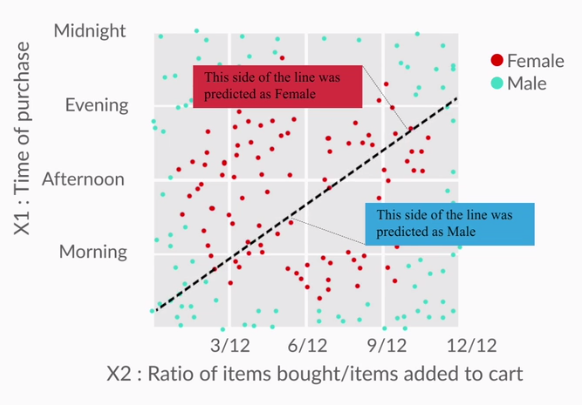 Midnight
Female
Male
This side of the line was
predicted as Female
Evening
X1 : Time of purchase
Afternoon
This side of the line was
predicted as Male
Morning
3/12 6/12 9/12 12/12
X2 : Ratio of items bought/items added to cart